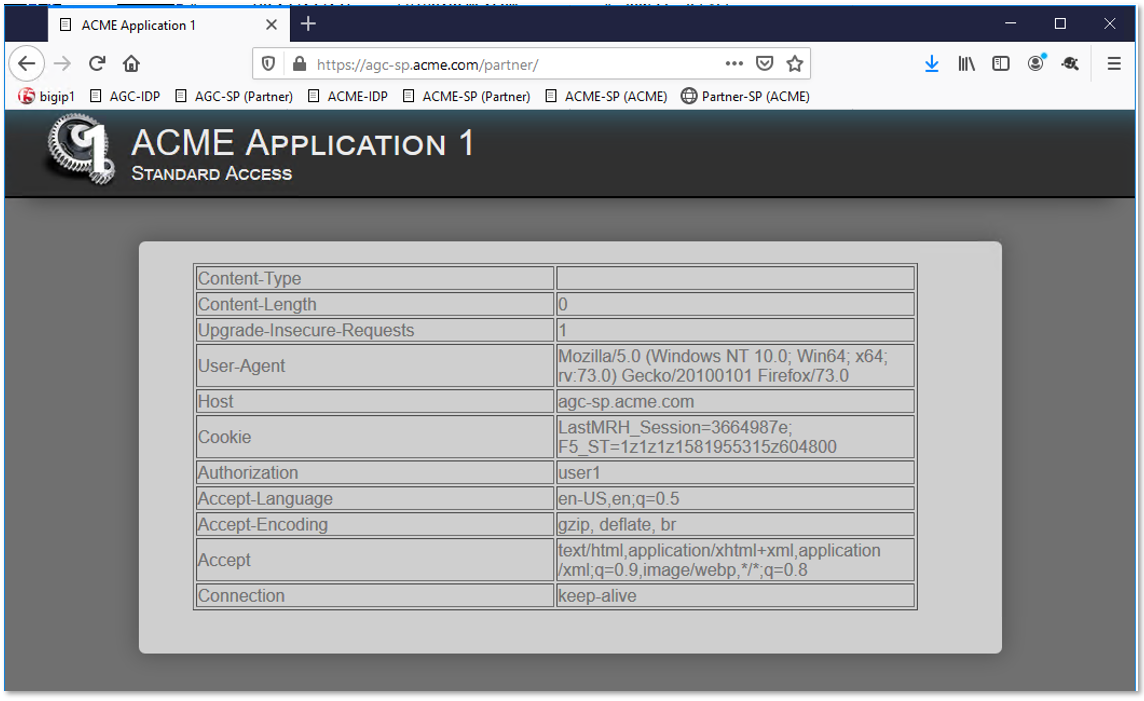 ACME Application 1
https://agc-sp.acme.com/partner/
bigip1 AGC-IDP AGC-SP (Partner) ACME-IDP ACME-SP (Partner) ACME-SP (ACME) Partner-SP (ACME)
1
ACME Application 1
Standard Access
Content-Type
Content-Length 0
Upgrade-Insecure-Requests 1
User-Agent Mozilla/5.0 (Windows NT 10.0; Win64; x64;
rv:73.0) Gecko/20100101 Firefox/73.0
Host agc-sp.acme.com
Cookie LastMRH_Session=3664987e;
F5_ST=1z1z1z1581955315z604800
Authorization user1
Accept-Language en-US,en;q=0.5
Accept-Encoding gzip, deflate, br
Accept text/html,application/xhtml+xml,application
/xml;q=0.9,image/webp,*/*;q=0.8
Connection keep-alive